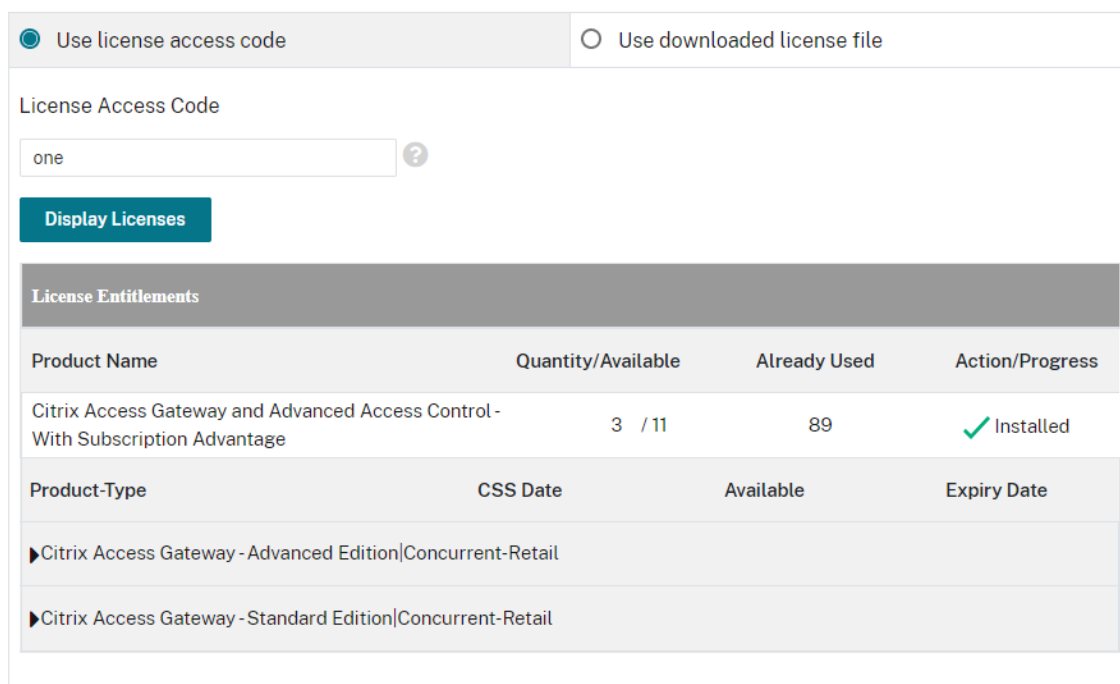 Use license access code Use downloaded license file
License Access Code
one
?
Display Licenses
License Entitlements
Product Name Quantity/Available Already Used Action/Progress
Citrix Access Gateway and Advanced Access Control -
With Subscription Advantage
3 / 11 89 Installed
Product-Type CSS Date Available Expiry Date
Citrix Access Gateway - Advanced Edition|Concurrent-Retail
Citrix Access Gateway - Standard Edition|Concurrent-Retail